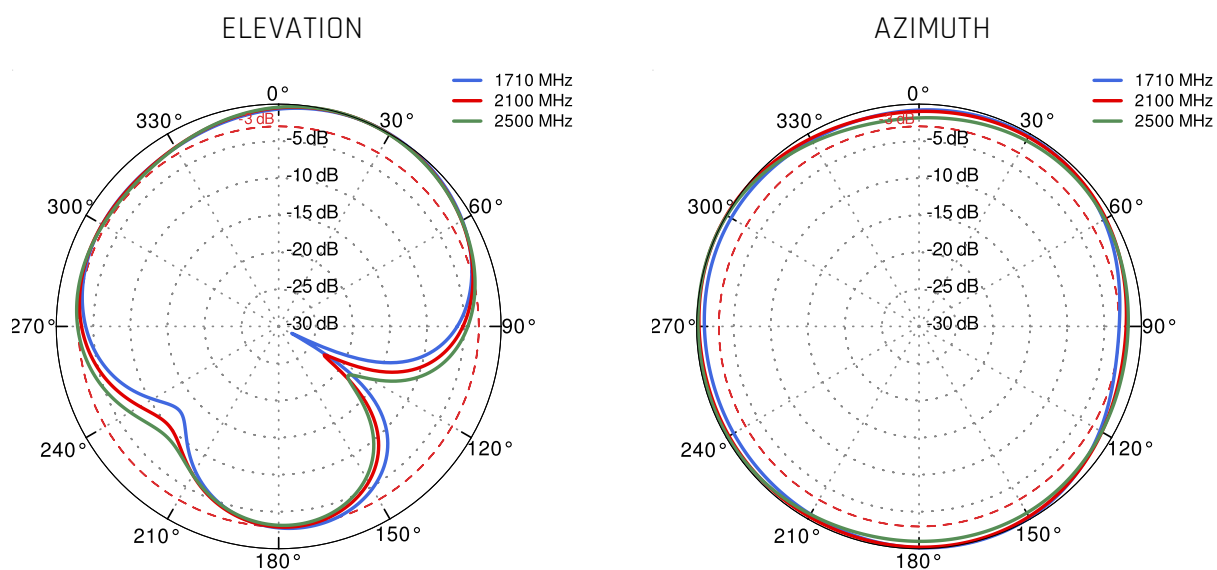 ELEVATION
AZIMUTH
1710 MHz
2100 MHz
2500 MHz
0°
30°
60°
90°
120°
150°
180°
210°
240°
270°
300°
330°
-3 dB
-5 dB
-10 dB
-15 dB
-20 dB
-25 dB
-30 dB
1710 MHz
2100 MHz
2500 MHz
0°
30°
60°
90°
120°
150°
180°
210°
240°
270°
300°
330°
-3 dB
-5 dB
-10 dB
-15 dB
-20 dB
-25 dB
-30 dB